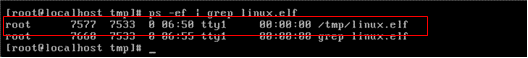 [root@localhost tmp]# ps -ef | grep linux.elf
root 7577 7533 0 06:50 tty1 00:00:00 /tmp/linux.elf
root 7660 7533 0 06:55 tty1 00:00:00 grep linux.elf
[root@localhost tmp]# _